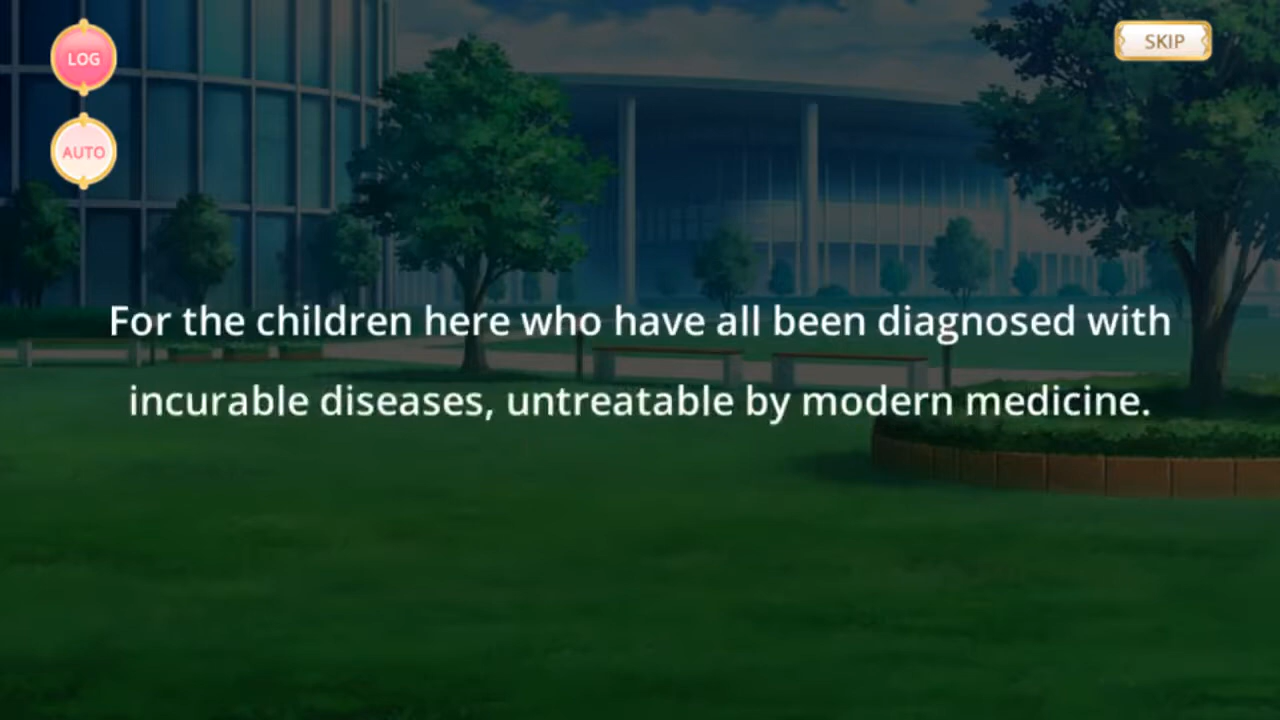 LOG
SKIP
AUTO
For the children here who have all been diagnosed with
incurable diseases, untreatable by modern medicine.